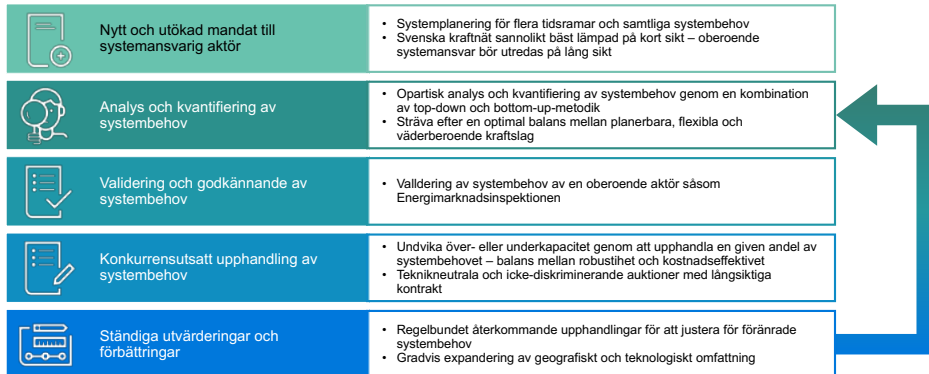 Nytt och utökad mandat till
systemansvarig aktör
• Systemplanering för flera tidsramar och samtliga systembehov
• Svenska kraftnät sannolikt bäst lämpad på kort sikt – oberoende
systemansvar bör utredas på lång sikt
Analys och kvantifiering av
systembehov
• Opartisk analys och kvantifiering av systembehov genom en kombination
av top-down och bottom-up-metodik
• Sträva efter en optimal balans mellan planerbara, flexibla och
väderberoende kraftslag
Validering och godkännande av
systembehov
• Valldering av systembehov av en oberoende aktör såsom
Energimarknadsinspektionen
Konkurrensutsatt upphandling av
systembehov
• Undvika över- eller underkapacitet genom att upphandla en given andel av
systembehovet – balans mellan robustihet och kostnadseffektivet
• Teknikneutrala och icke-diskriminerande auktioner med långsiktiga
kontrakt
Ständiga utvärderingar och
förbättringar
• Regelbundet återkommande upphandlingar för att justera för föränrade
systembehov
• Gradvis expandering av geografiskt och teknologiskt omfattning